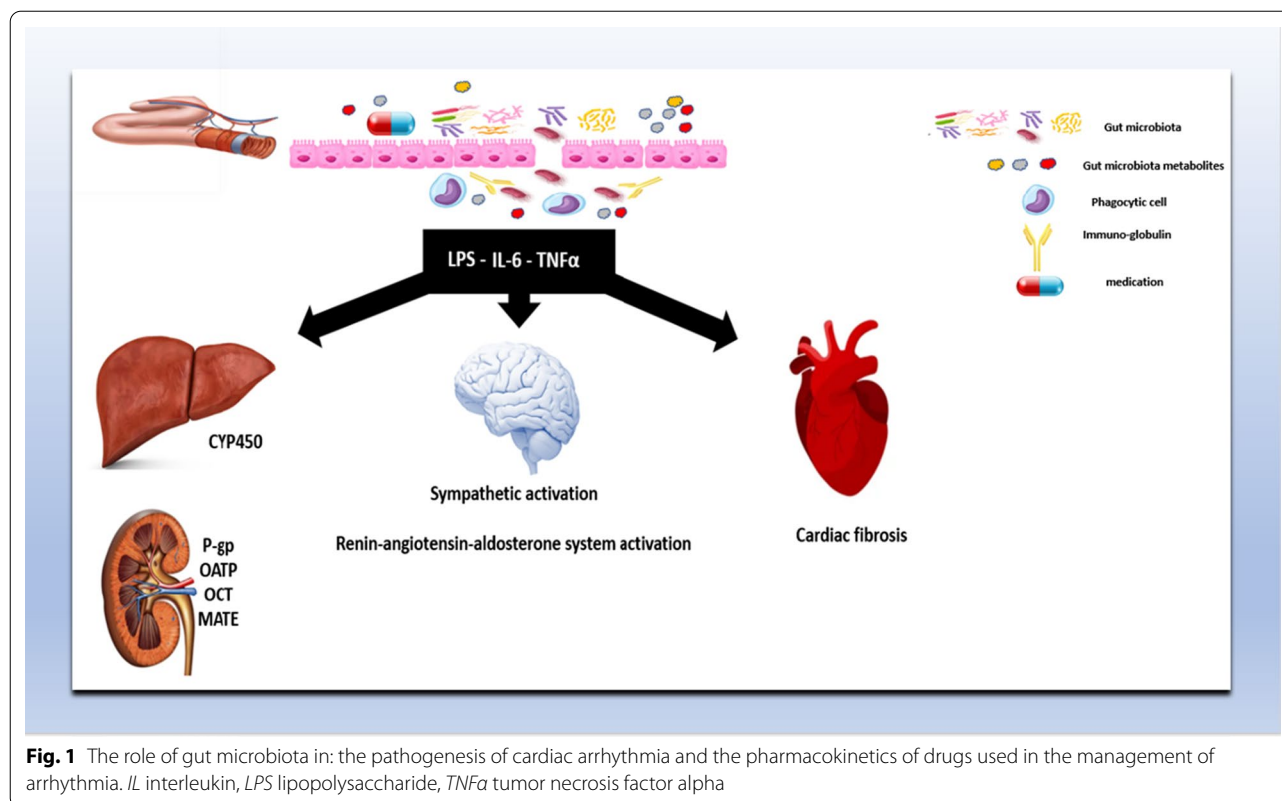 Gut microbiota
Gut microbiota metabolites
Phagocytic cell
Immuno-globulin
medication
LPS - IL-6 - TNFα
CYP450
Sympathetic activation
Renin-angiotensin-aldosterone system activation
Cardiac fibrosis
P-gp
OATP
OCT
MATE
Fig. 1 The role of gut microbiota in: the pathogenesis of cardiac arrhythmia and the pharmacokinetics of drugs used in the management of
arrhythmia. IL interleukin, LPS lipopolysaccharide, TNFα tumor necrosis factor alpha